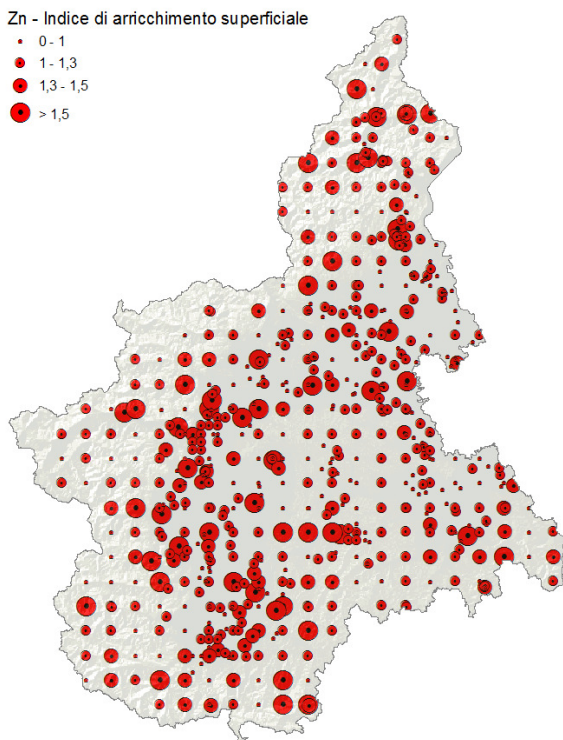 Zn - Indice di arricchimento superficiale
0 - 1
1 - 1,3
1,3 - 1,5
> 1,5